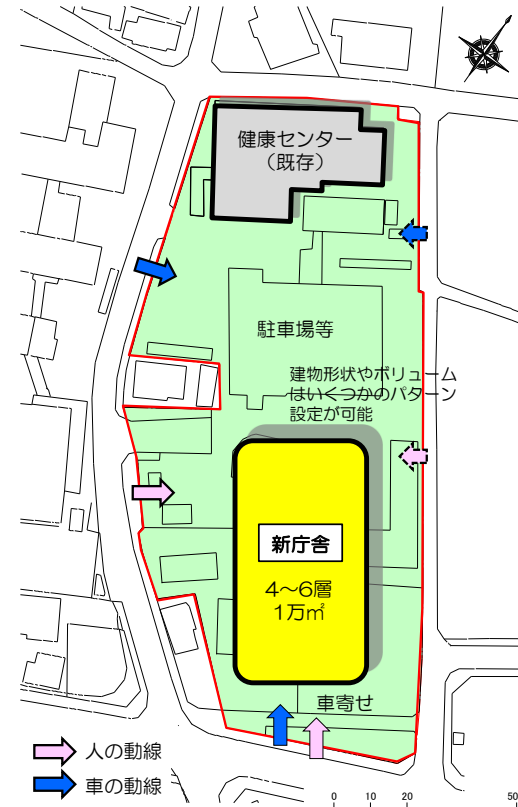 健康センター
（既存）
駐車場等
建物形状やボリューム
はいくつかのパターン
設定が可能
新庁舎
4～6層
1万㎡
車寄せ
人の動線
車の動線
0 10 20 50